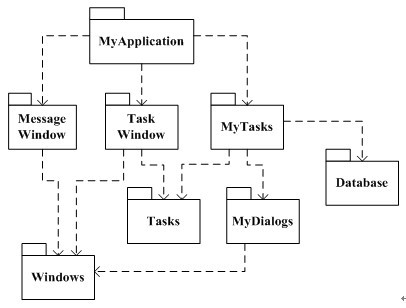 MyApplication
Message
Window
Task
Window
MyTasks
Database
Tasks
MyDialogs
Windows